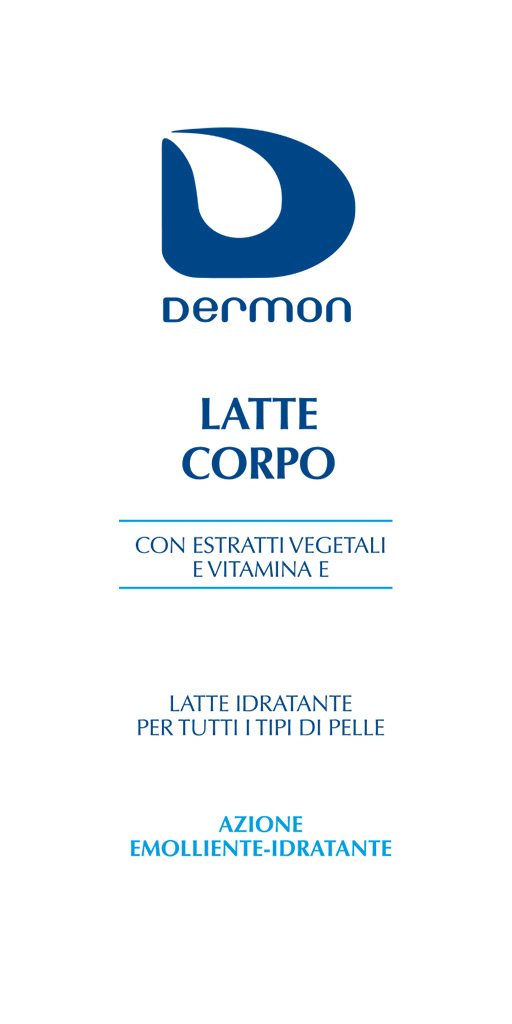 Dermon
LATTE
CORPO
CON ESTRATTI VEGETALI
E VITAMINA E
LATTE IDRATANTE
PER TUTTI I TIPI DI PELLE
AZIONE
EMOLLIENTE-IDRATANTE